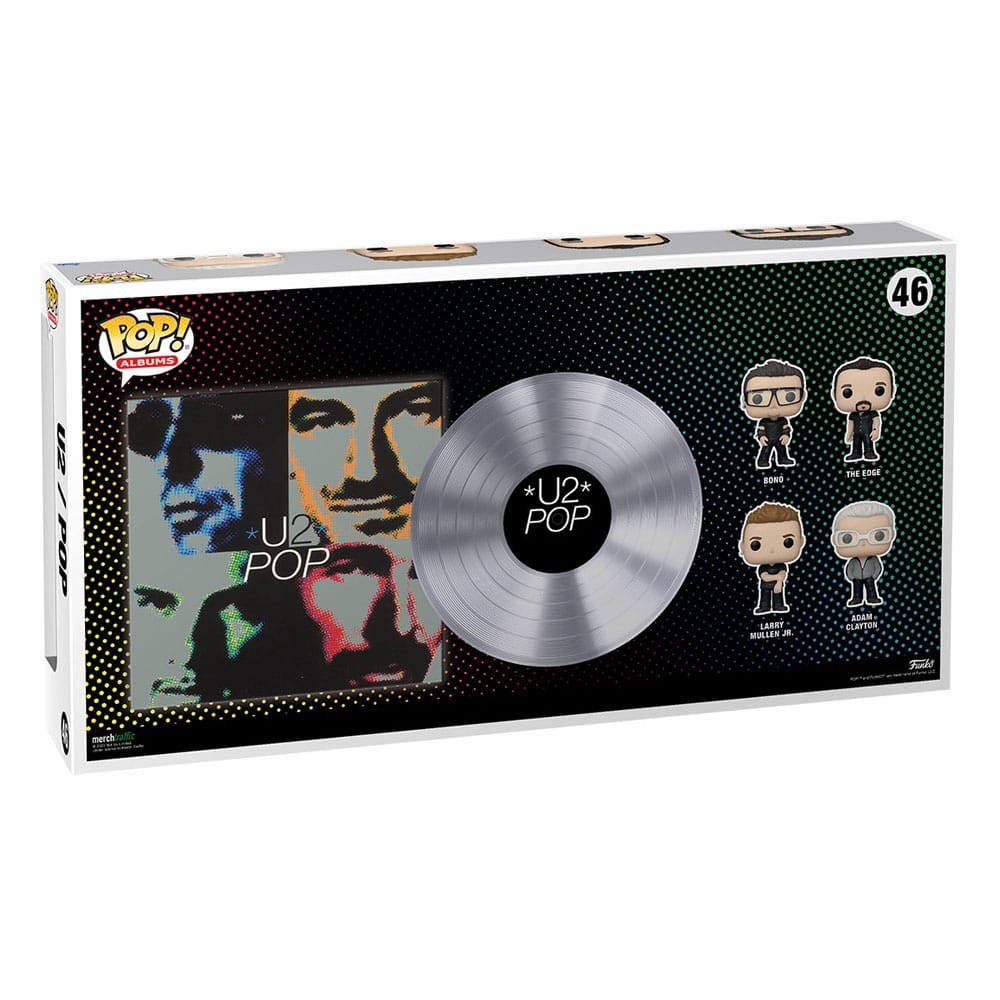 POP!
ALBUMS
46
U2 / POP
*U2
POP
*U2
POP
BONO
THE EDGE
LARRY
MULLEN JR.
ADAM
CLAYTON
Funko
merchtraffic
46